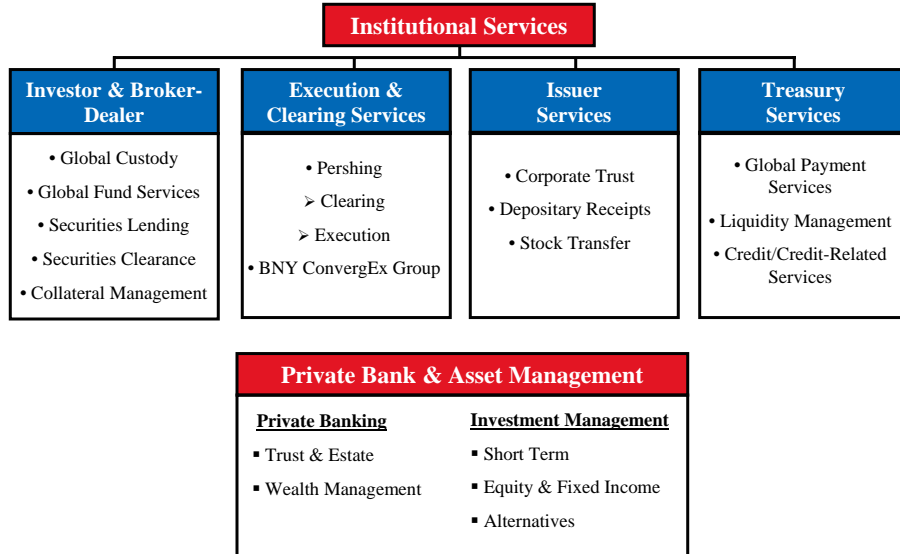 Institutional Services
Investor & Broker-
Dealer
• Global Custody
• Global Fund Services
• Securities Lending
• Securities Clearance
• Collateral Management
Execution &
Clearing Services
• Pershing
➢ Clearing
➢ Execution
• BNY ConvergEx Group
Issuer
Services
• Corporate Trust
• Depositary Receipts
• Stock Transfer
Treasury
Services
• Global Payment
Services
• Liquidity Management
• Credit/Credit-Related
Services
Private Bank & Asset Management
Private Banking
▪ Trust & Estate
▪ Wealth Management
Investment Management
▪ Short Term
▪ Equity & Fixed Income
▪ Alternatives